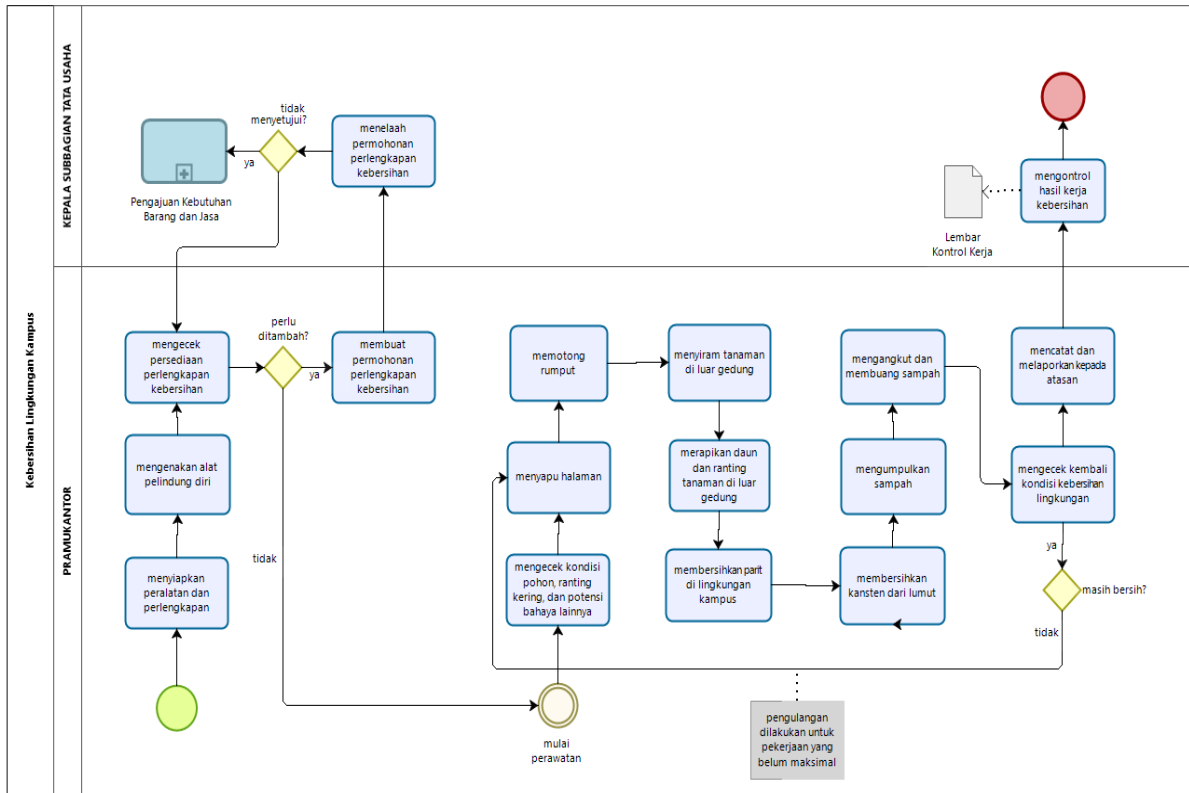 Kebersihan Lingkungan Kampus
KEPALA SUBBAGIAN TATA USAHA
tidak
menyetujui?
ya
Pengajuan Kebutuhan
Barang dan Jasa
menelaah
permohonan
perlengkapan
kebersihan
mengontrol
hasil kerja
kebersihan
Lembar
Kontrol Kerja
PRAMUKANTOR
mengecek
persediaan
perlengkapan
kebersihan
perlu
ditambah?
ya
membuat
permohonan
perlengkapan
kebersihan
mengenakan alat
pelindung diri
menyiapkan
peralatan dan
perlengkapan
tidak
mulai
perawatan
mengecek kondisi
pohon, ranting
kering, dan potensi
bahaya lainnya
menyapu halaman
memotong
rumput
menyiram tanaman
di luar gedung
merapikan daun
dan ranting
tanaman di luar
gedung
membersihkan parit
di lingkungan
kampus
membersihkan
kansten dari lumut
mengumpulkan
sampah
mengangkut dan
membuang sampah
mengecek kembali
kondisi kebersihan
lingkungan
mencatat dan
melaporkan kepada
atasan
ya
masih bersih?
tidak
pengulangan
dilakukan untuk
pekerjaan yang
belum maksimal